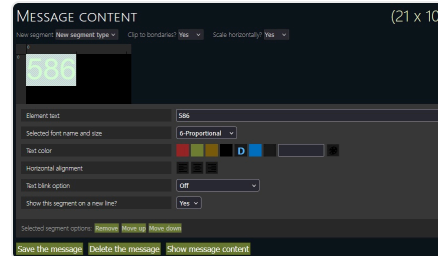 Message content (21 x 10
New segment New segment type Clip to bondaries? Yes Scale horizontally? Yes
586
Element text 586
Selected font name and size 6-Proportional
Text color D
Horizontal alignment
Text blink option Off
Show this segment on a new line? Yes
Selected segment options: Remove Move up Move down
Save the message Delete the message Show message content